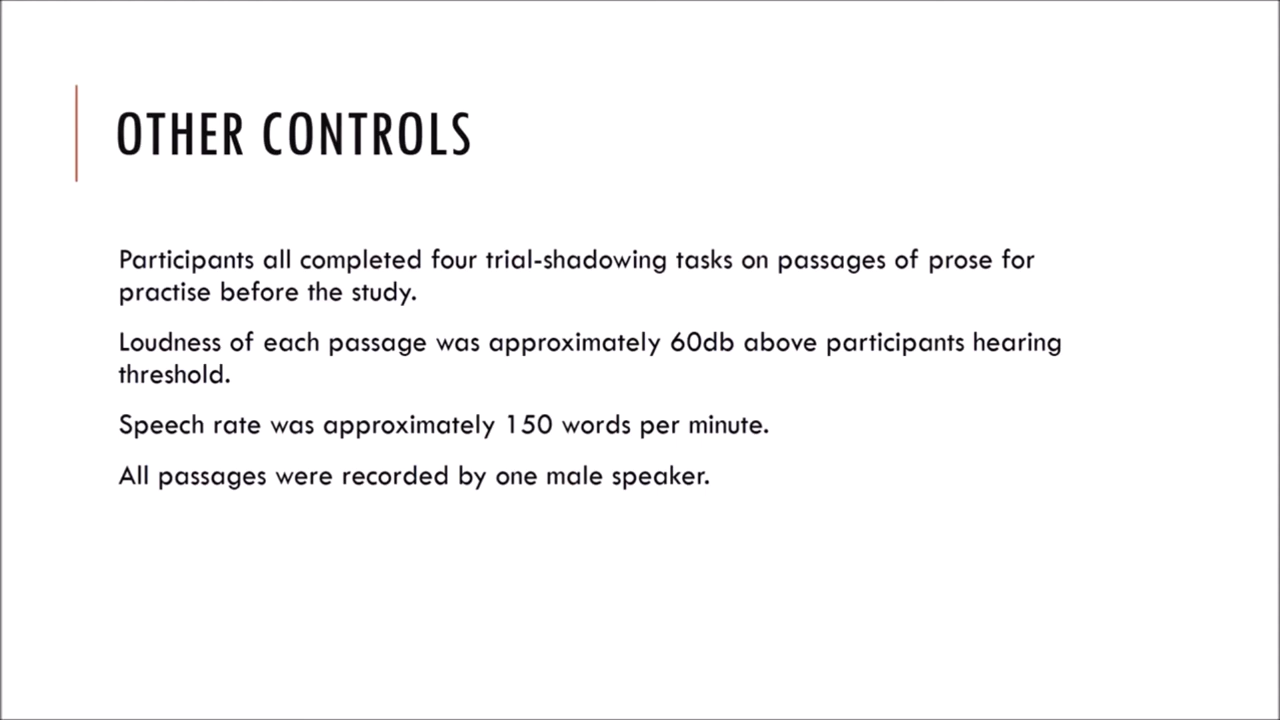 OTHER CONTROLS
Participants all completed four trial-shadowing tasks on passages of prose for
practise before the study.
Loudness of each passage was approximately 60db above participants hearing
threshold.
Speech rate was approximately 150 words per minute.
All passages were recorded by one male speaker.